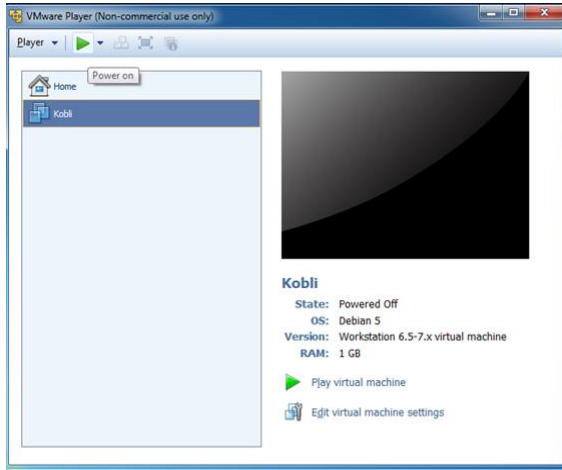 VMware Player (Non-commercial use only)
Player
Power on
Home
Kobli
Kobli
State: Powered Off
OS: Debian 5
Version: Workstation 6.5-7.x virtual machine
RAM: 1 GB
Play virtual machine
Edit virtual machine settings